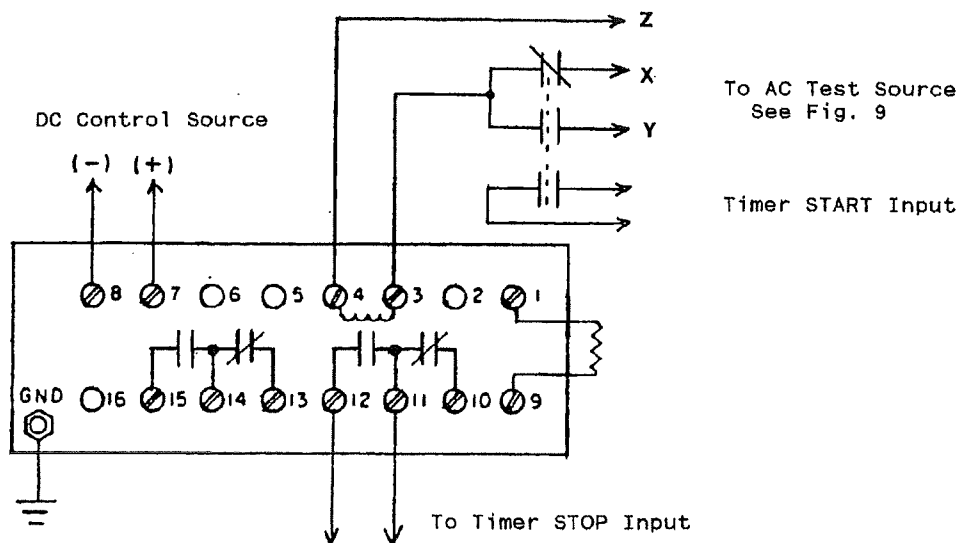 Z
X
To AC Test Source
See Fig. 9
Y
DC Control Source
(-) (+)
Timer START Input
8 7 6 5 4 3 2 1
GND 16 15 14 13 12 11 10 9
To Timer STOP Input